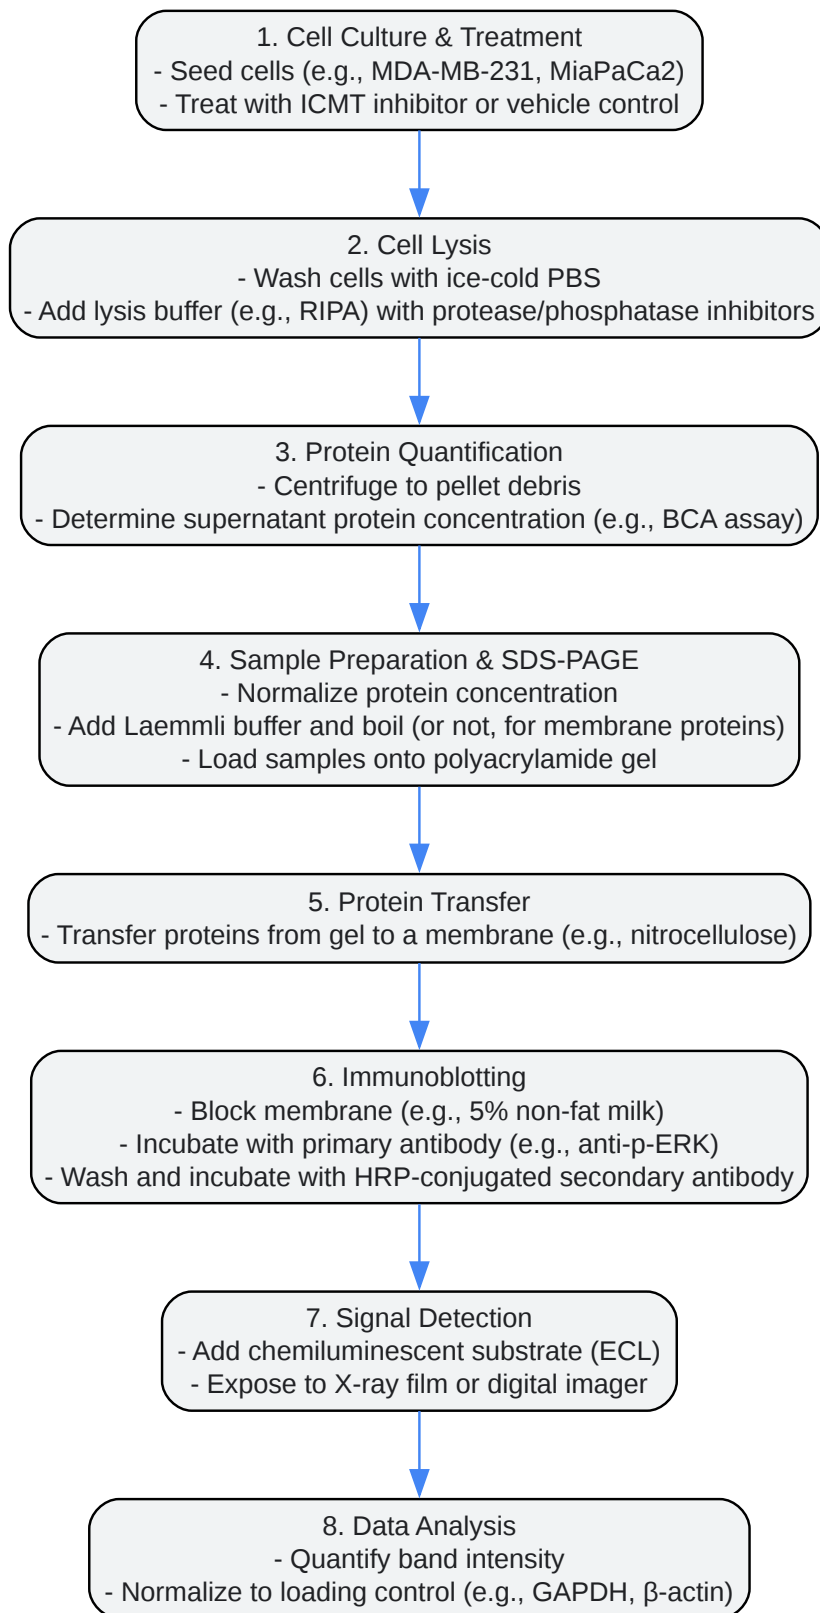 1. Cell Culture & Treatment
- Seed cells (e.g., MDA-MB-231, MiaPaCa2)
- Treat with ICMT inhibitor or vehicle control
2. Cell Lysis
- Wash cells with ice-cold PBS
- Add lysis buffer (e.g., RIPA) with protease/phosphatase inhibitors
3. Protein Quantification
- Centrifuge to pellet debris
- Determine supernatant protein concentration (e.g., BCA assay)
4. Sample Preparation & SDS-PAGE
- Normalize protein concentration
- Add Laemmli buffer and boil (or not, for membrane proteins)
- Load samples onto polyacrylamide gel
5. Protein Transfer
- Transfer proteins from gel to a membrane (e.g., nitrocellulose)
6. Immunoblotting
- Block membrane (e.g., 5% non-fat milk)
- Incubate with primary antibody (e.g., anti-p-ERK)
- Wash and incubate with HRP-conjugated secondary antibody
7. Signal Detection
- Add chemiluminescent substrate (ECL)
- Expose to X-ray film or digital imager
8. Data Analysis
- Quantify band intensity
- Normalize to loading control (e.g., GAPDH, β-actin)